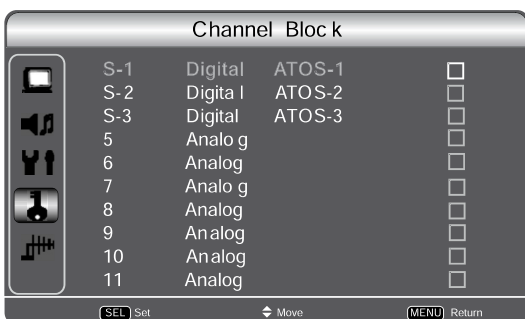 Channel Block
S-1 Digital ATOS-1
S-2 Digital ATOS-2
S-3 Digital ATOS-3
5 Analog
6 Analog
7 Analog
8 Analog
9 Analog
10 Analog
11 Analog
SEL Set Move MENU Return